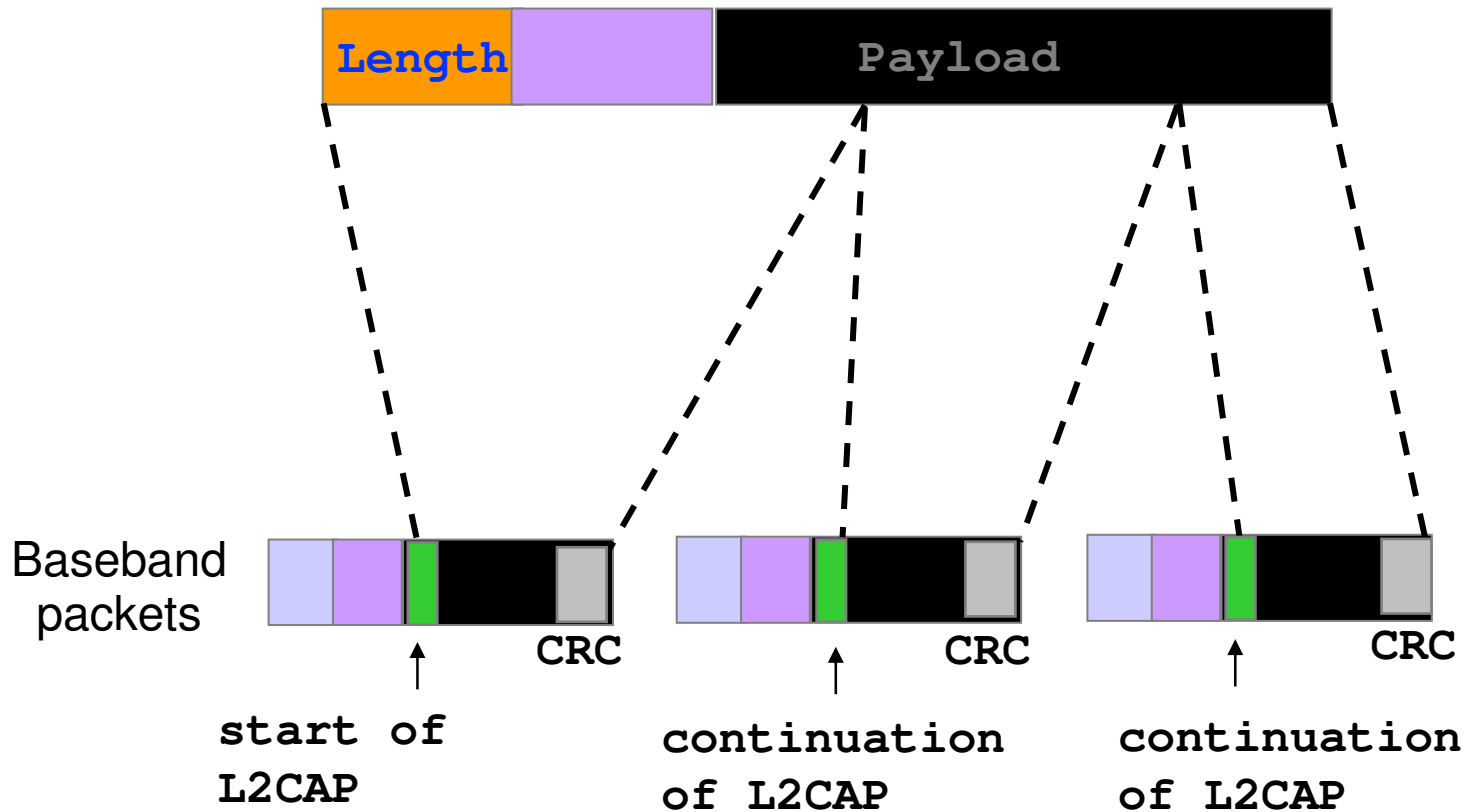 Length
Payload
Baseband
packets
CRC
CRC
CRC
start of
L2CAP
continuation
of L2CAP
continuation
of L2CAP